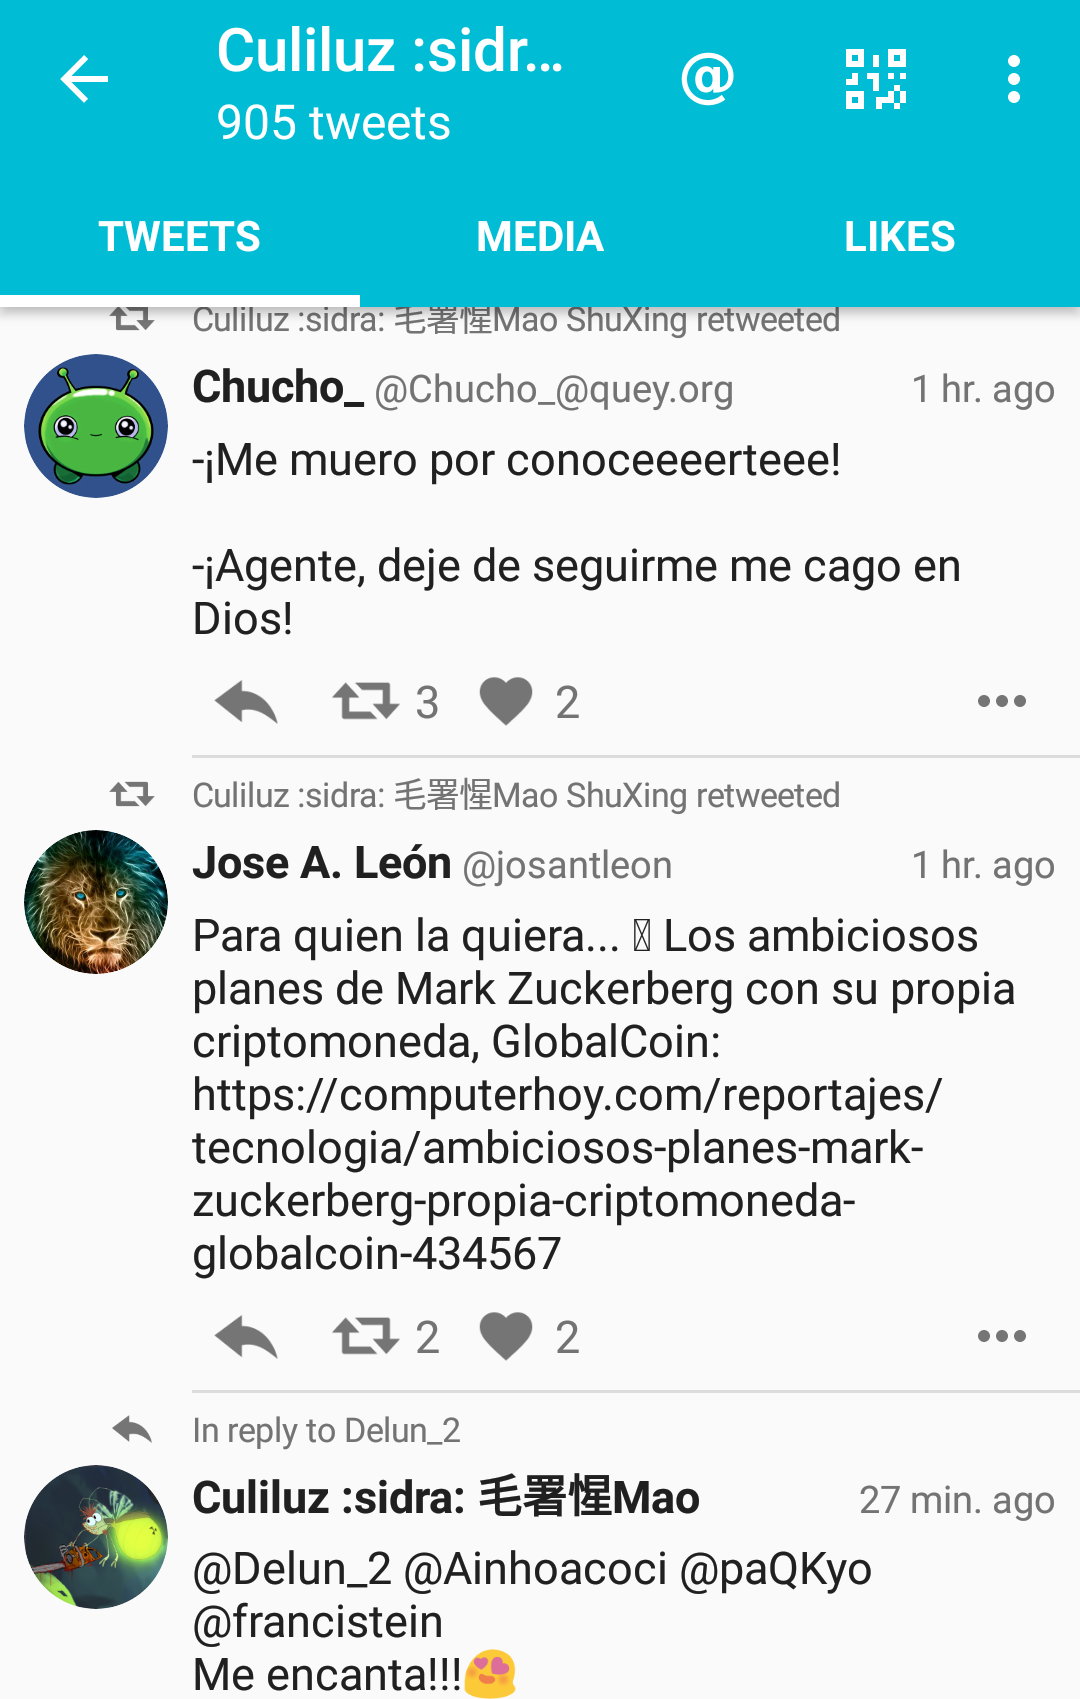 Culiluz :sidr...
905 tweets
TWEETS
MEDIA
LIKES
Culiluz :sidra: 毛署惺Mao ShuXing retweeted
Chucho_ @Chucho_@quey.org 1 hr. ago
-¡Me muero por conoceeeerteee!
-¡Agente, deje de seguirme me cago en
Dios!
3 2
Culiluz :sidra: 毛署惺Mao ShuXing retweeted
Jose A. León @josantleon 1 hr. ago
Para quien la quiera... Los ambiciosos
planes de Mark Zuckerberg con su propia
criptomoneda, GlobalCoin:
https://computerhoy.com/reportajes/
tecnologia/ambiciosos-planes-mark-
zuckerberg-propia-criptomoneda-
globalcoin-434567
2 2
In reply to Delun_2
Culiluz :sidra: 毛署惺Mao 27 min. ago
@Delun_2 @Ainhoacoci @paQKyo
@francistein
Me encanta!!!😍